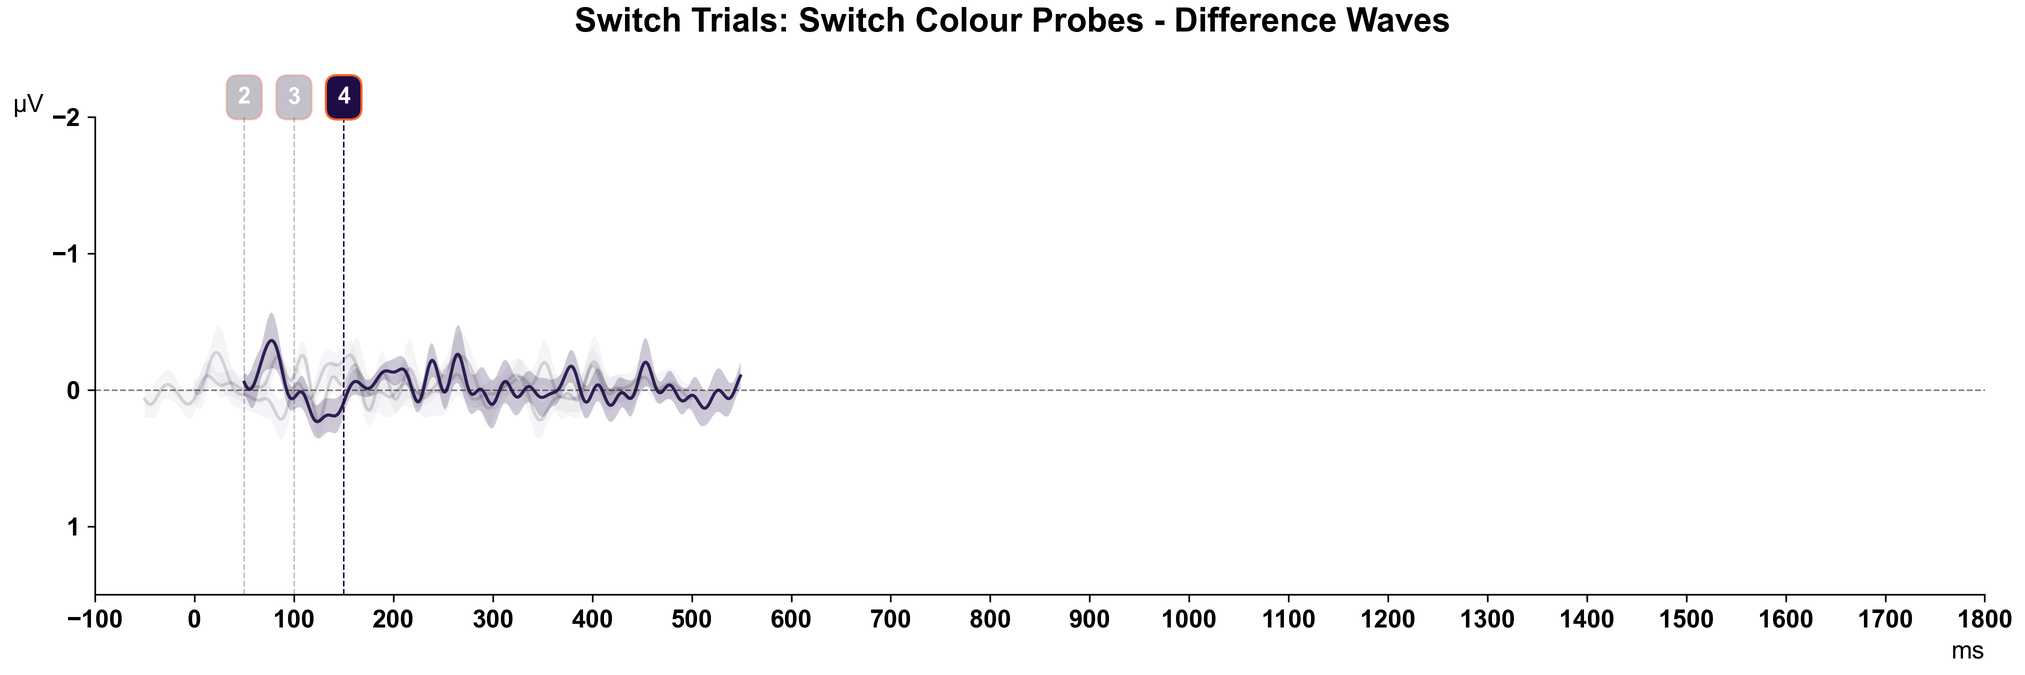 Switch Trials: Switch Colour Probes - Difference Waves
2 3 4
µV
−2
−1
0
1
−100 0 100 200 300 400 500 600 700 800 900 1000 1100 1200 1300 1400 1500 1600 1700 1800
ms